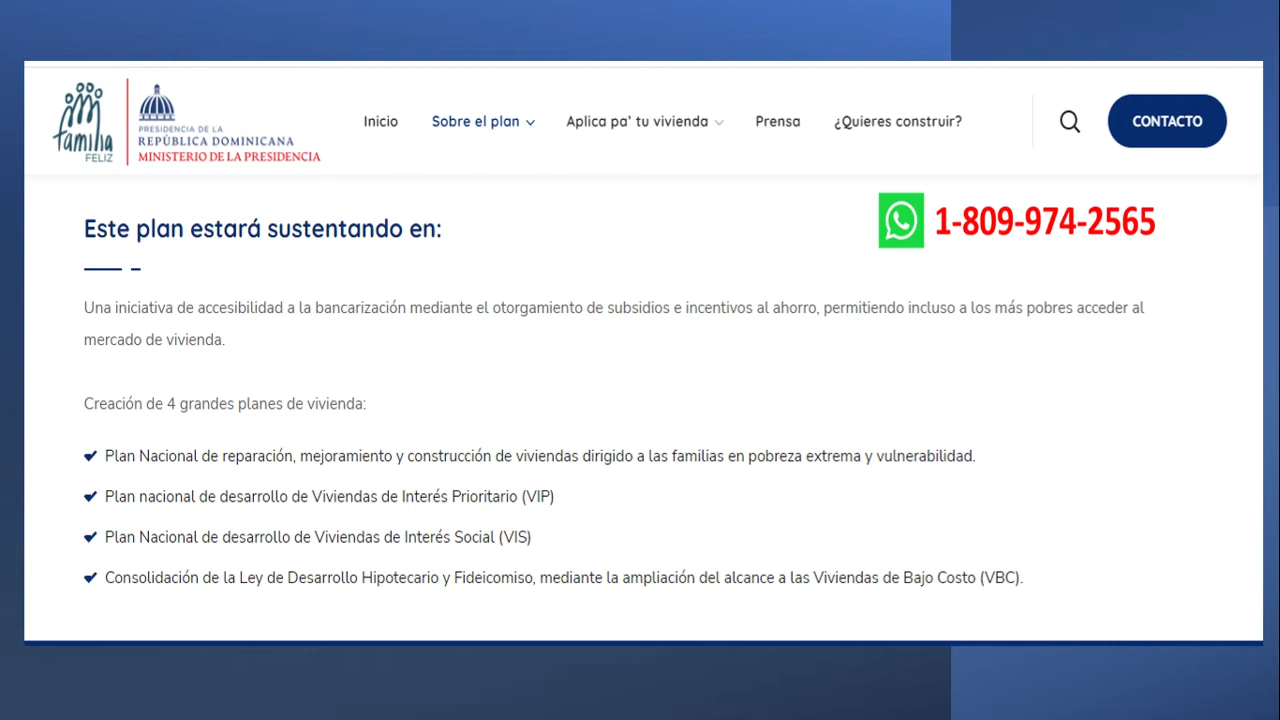 familia
FELIZ
PRESIDENCIA DE LA
REPÚBLICA DOMINICANA
MINISTERIO DE LA PRESIDENCIA
Inicio
Sobre el plan
Aplica pa’ tu vivienda
Prensa
¿Quieres construir?
CONTACTO
Este plan estará sustentando en:
1-809-974-2565
Una iniciativa de accesibilidad a la bancarización mediante el otorgamiento de subsidios e incentivos al ahorro, permitiendo incluso a los más pobres acceder al
mercado de vivienda.
Creación de 4 grandes planes de vivienda:
Plan Nacional de reparación, mejoramiento y construcción de viviendas dirigido a las familias en pobreza extrema y vulnerabilidad.
Plan nacional de desarrollo de Viviendas de Interés Prioritario (VIP)
Plan Nacional de desarrollo de Viviendas de Interés Social (VIS)
Consolidación de la Ley de Desarrollo Hipotecario y Fideicomiso, mediante la ampliación del alcance a las Viviendas de Bajo Costo (VBC).